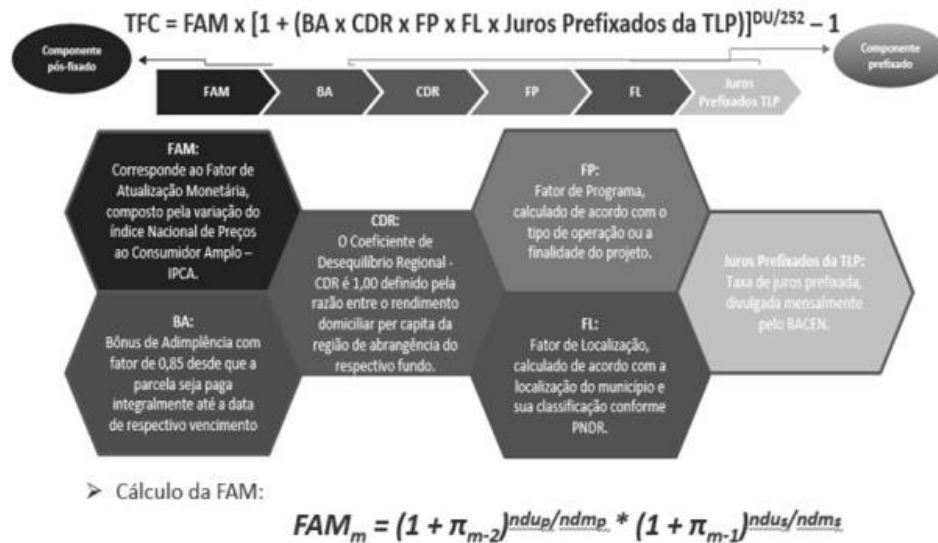 TFC = FAM x [1 + (BA x CDR x FP x FL x Juros Prefixados da TLP)]^DU/252 – 1
Componente
pós-fixado
Componente
prefixado
FAM
BA
CDR
FP
FL
Juros
Prefixados TLP
FAM:
Corresponde ao Fator de
Atualização Monetária,
composto pela variação do
índice Nacional de Preços
ao Consumidor Amplo –
IPCA.
BA:
Bônus de Adimplência com
fator de 0,85 desde que a
parcela seja paga
integralmente até a data
de respectivo vencimento
CDR:
O Coeficiente de
Desequilíbrio Regional -
CDR é 1,00 definido pela
razão entre o rendimento
domiciliar per capita da
região de abrangência do
respectivo fundo.
FP:
Fator de Programa,
calculado de acordo com o
tipo de operação ou a
finalidade do projeto.
FL:
Fator de Localização,
calculado de acordo com a
localização do município e
sua classificação conforme
PNDR.
Juros Prefixados da TLP:
Taxa de juros prefixada,
divulgada mensalmente
pelo BACEN.
➢ Cálculo da FAM:
FAMm = (1 + πm-2)^ndup/ndmp * (1 + πm-1)^ndus/ndms